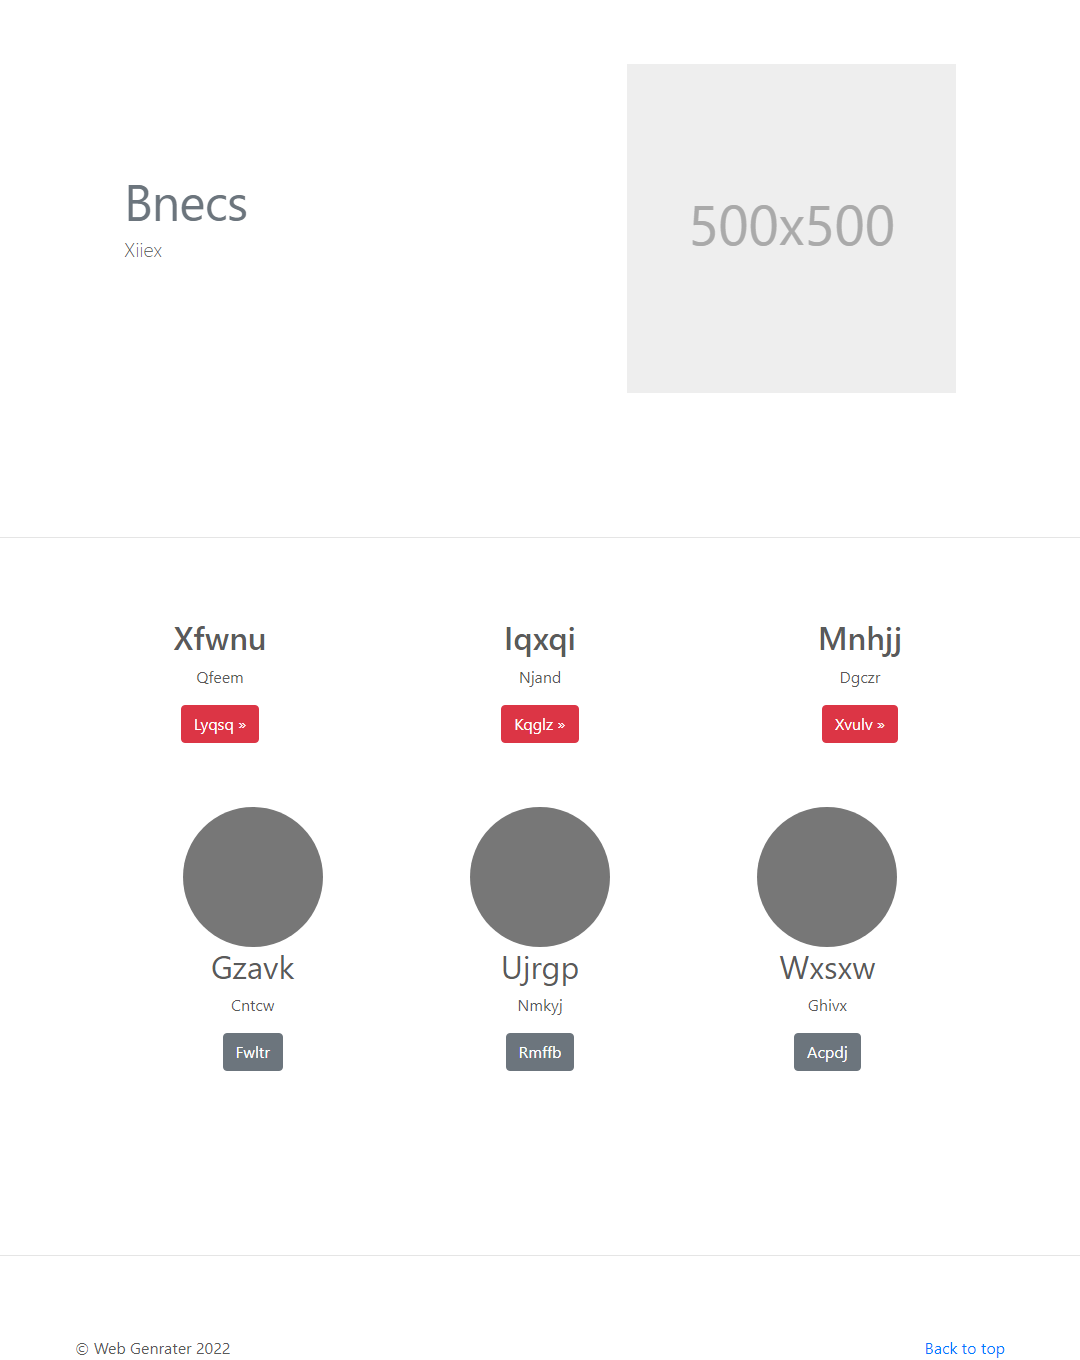 Bnecs
Xiiex
500x500
Xfwnu
Qfeem
Lyqsq »
Iqxqi
Njand
Kqglz »
Mnhjj
Dgczr
Xvulv »
Gzavk
Cntcw
Fwltr
Ujrgp
Nmkyj
Rmffb
Wxsxw
Ghivx
Acpdj
© Web Genrater 2022
Back to top